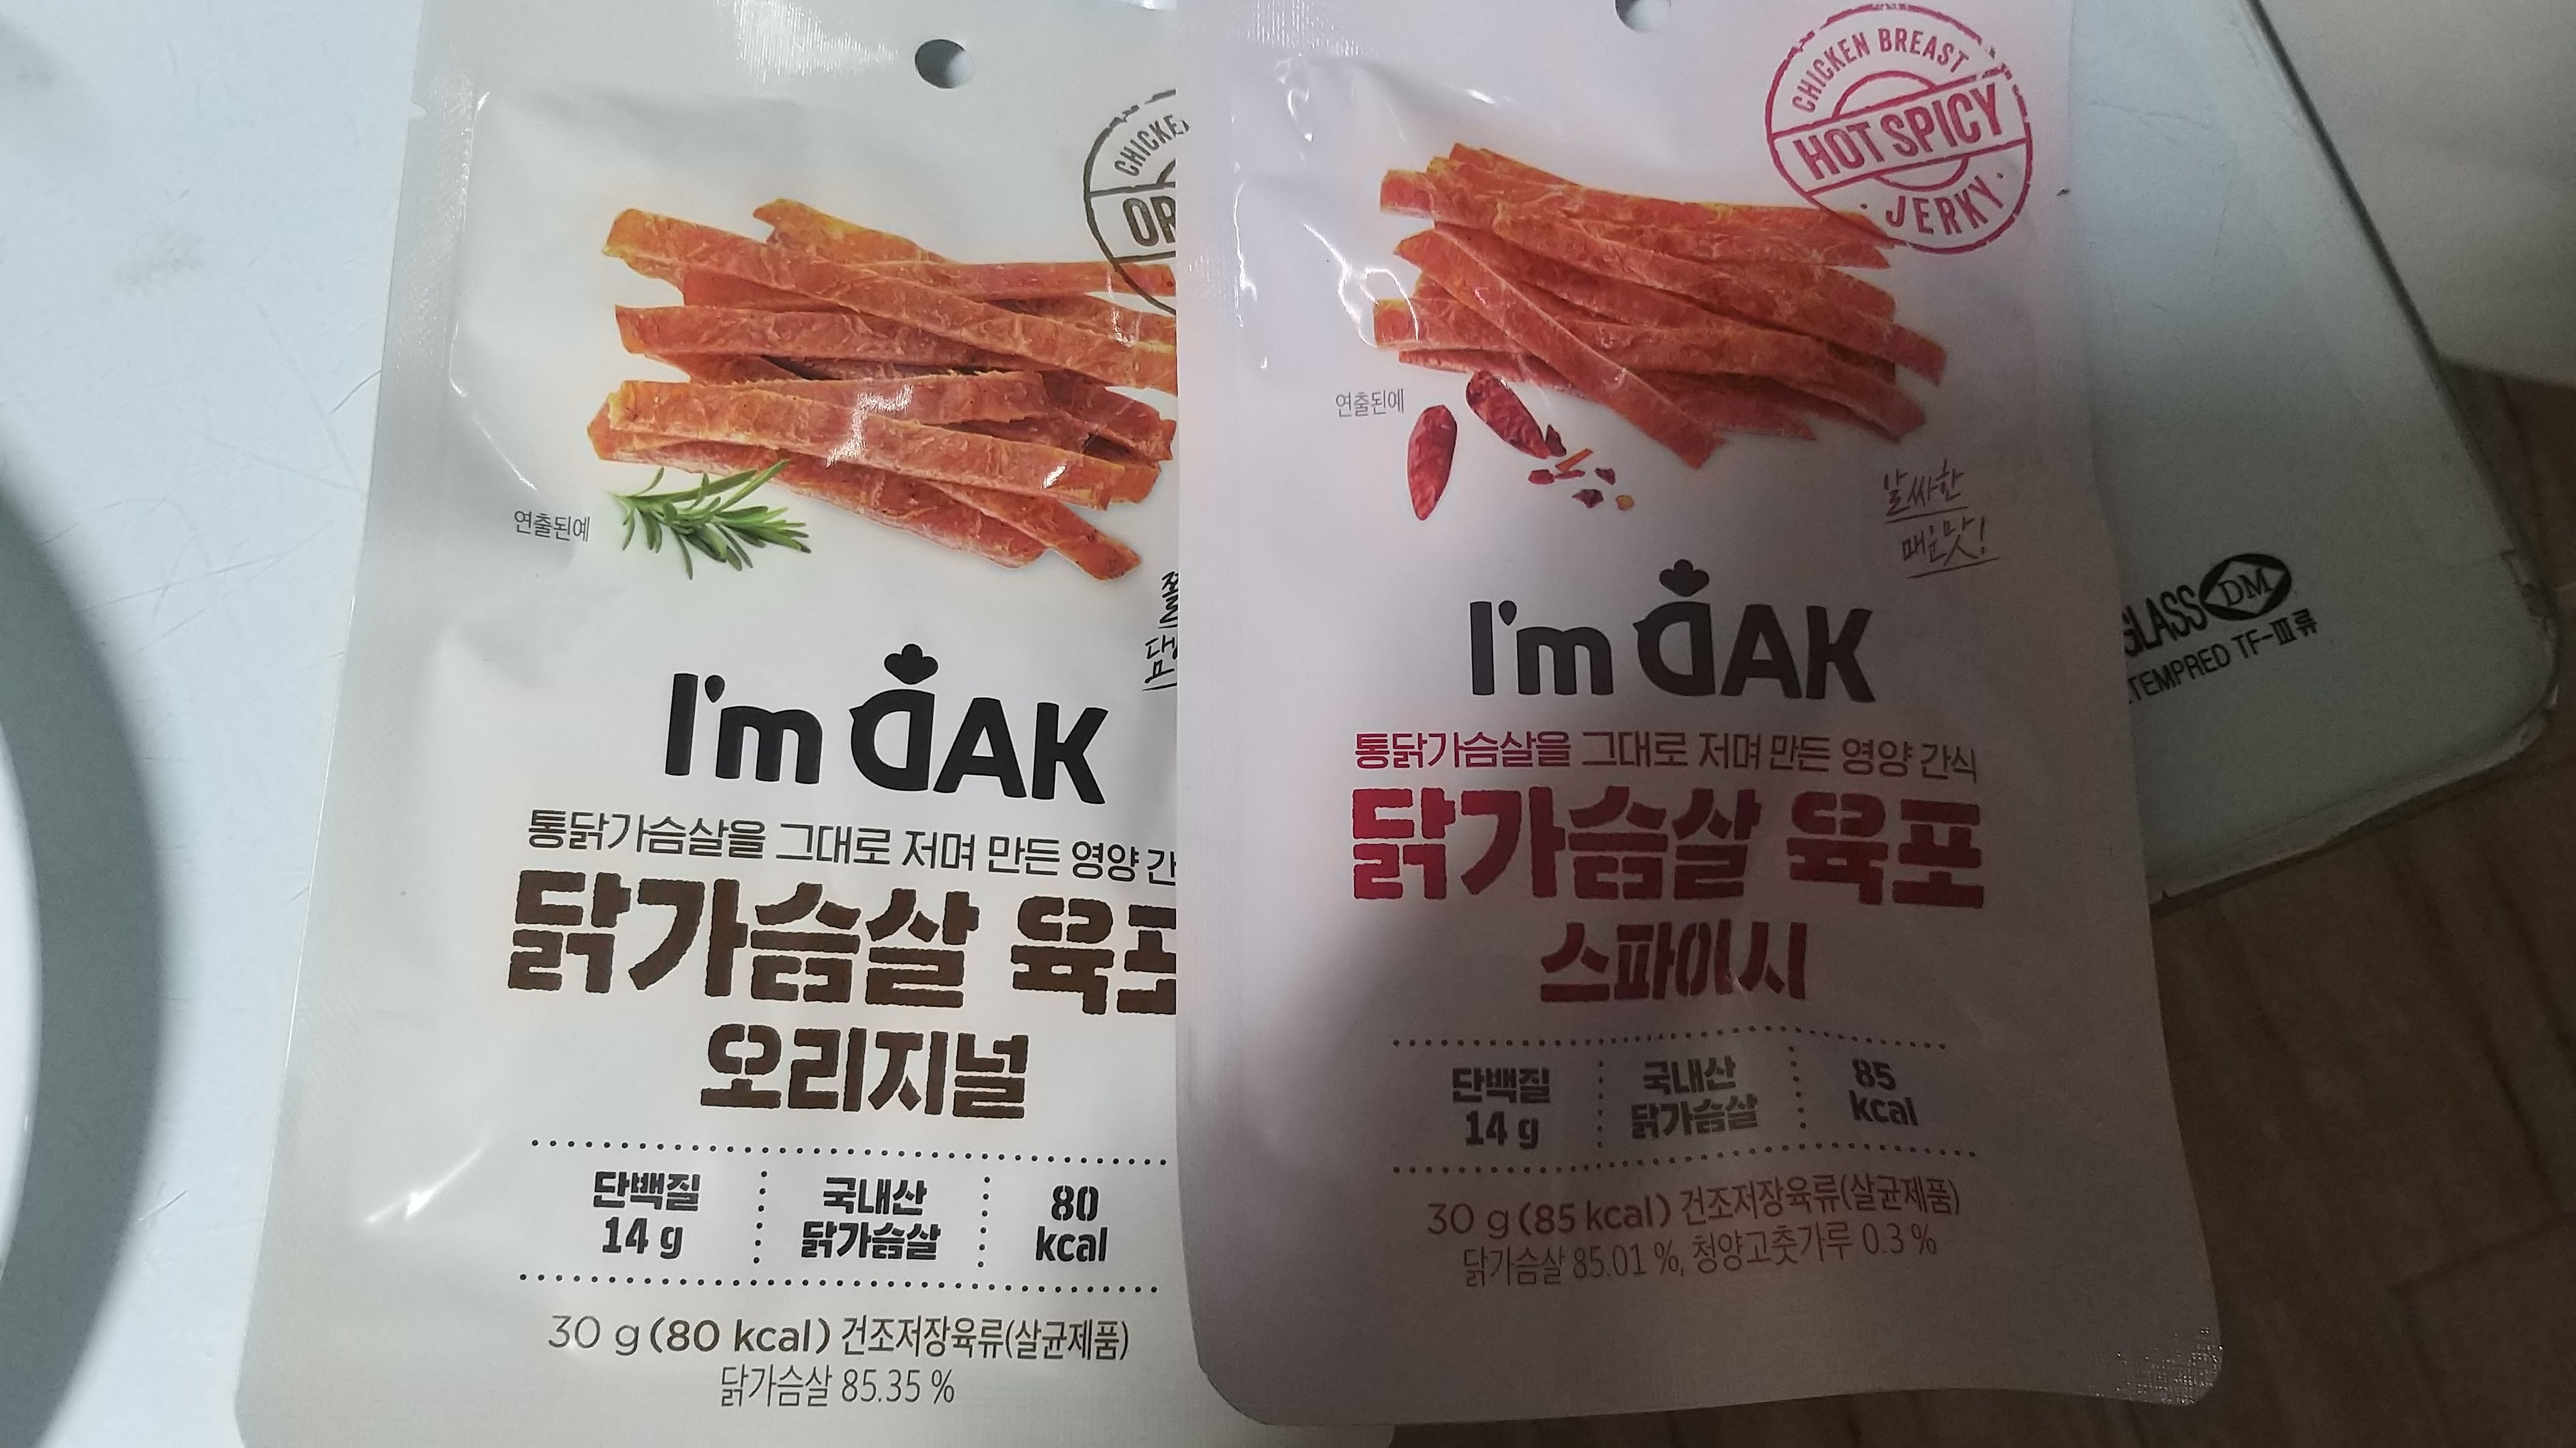 CHICKE
OR
연출된예
I'm DAK
통닭가슴살을 그대로 저며 만든 영양 간
닭가슴살 육포
오리지널
단백질
14 g
국내산
닭가슴살
80
kcal
30 g (80 kcal) 건조저장육류(살균제품)
닭가슴살 85.35 %
CHICKEN BREAST
HOT SPICY
JERKY
연출된예
알싸한
매운맛!
I'm DAK
통닭가슴살을 그대로 저며 만든 영양 간식
닭가슴살 육포
스파이시
단백질
14 g
국내산
닭가슴살
85
kcal
30 g (85 kcal) 건조저장육류(살균제품)
닭가슴살 85.01 %, 청양고춧가루 0.3 %
GLASS DM
TEMPRED TF-Ⅲ류